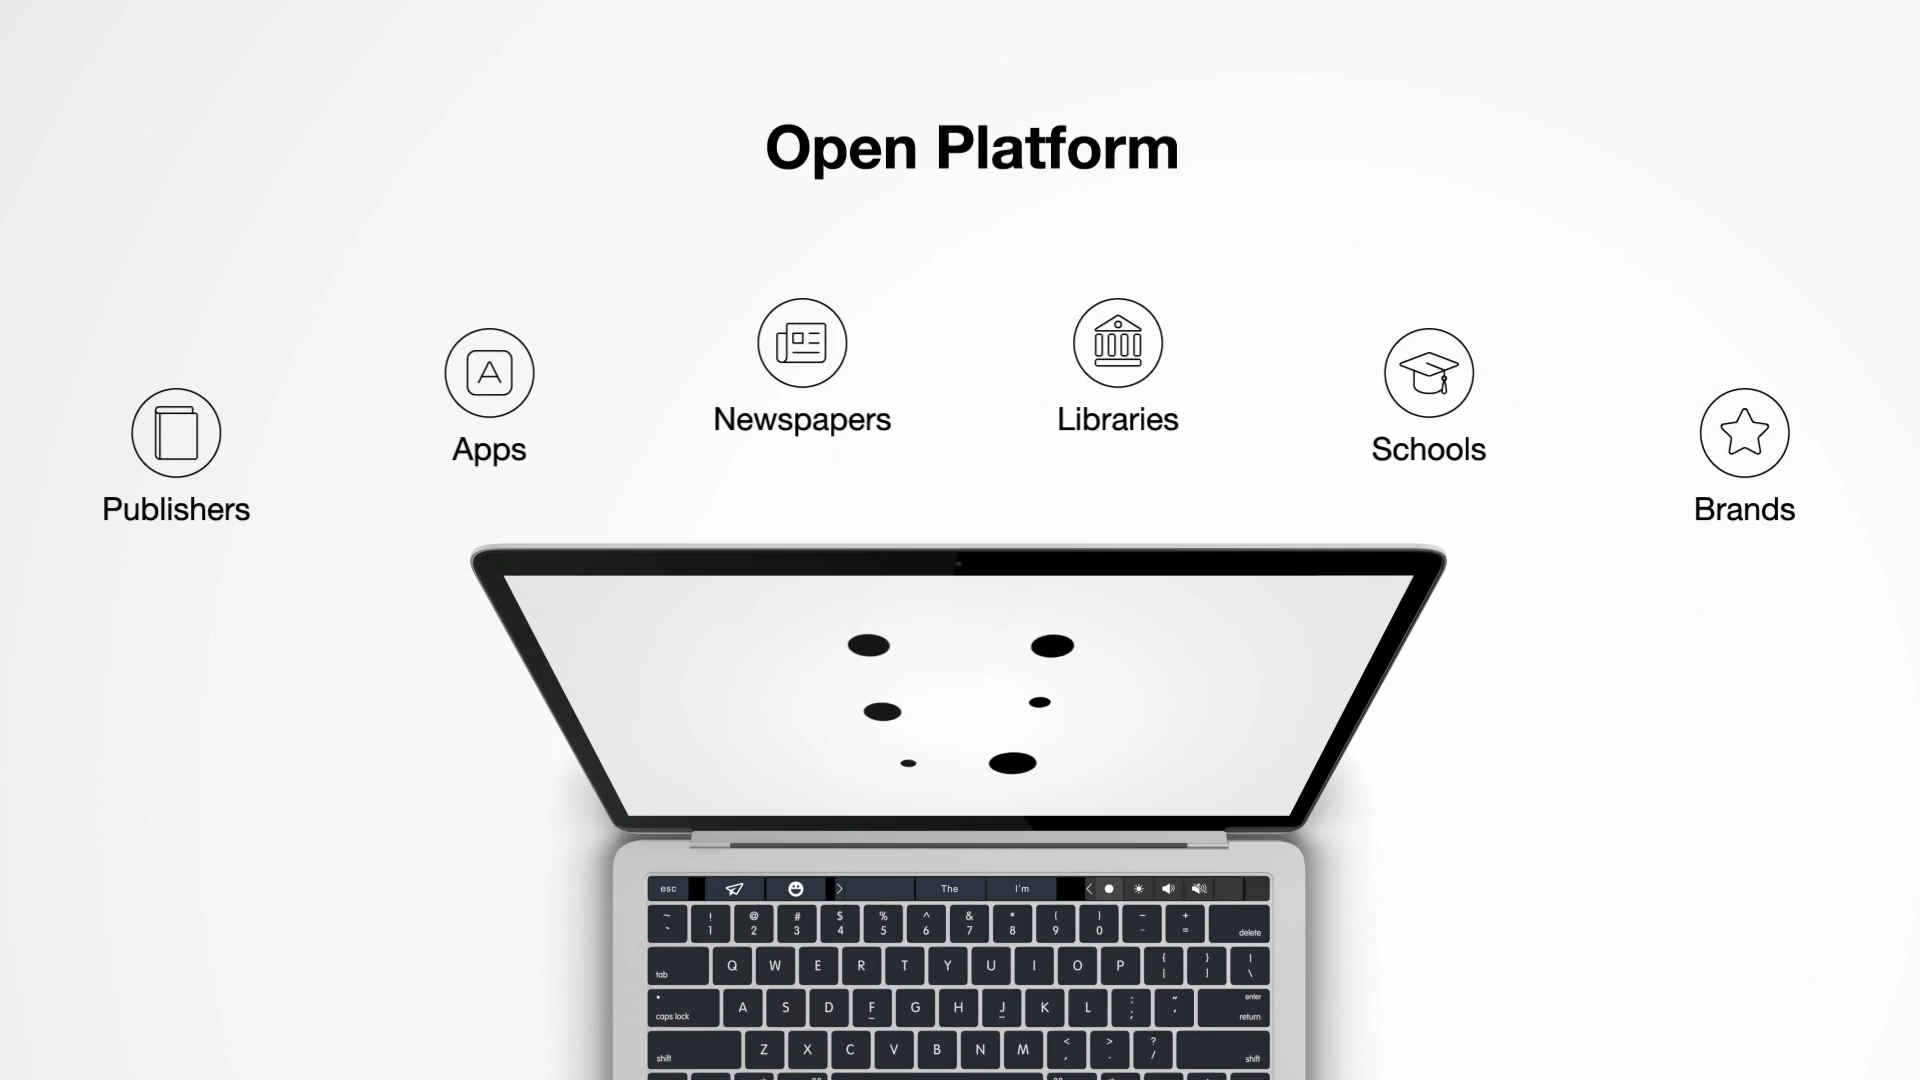 Open Platform
Publishers
Apps
Newspapers
Libraries
Schools
Brands
A
esc The I'm
~ ! @ # $ % ^ & * ( ) – +
` 1 2 3 4 5 6 7 8 9 0 - = delete
tab Q W E R T Y U I O P { [ } ] | \
caps lock A S D F G H J K L : ; " ' enter return
shift Z X C V B N M < , > . ? / shift